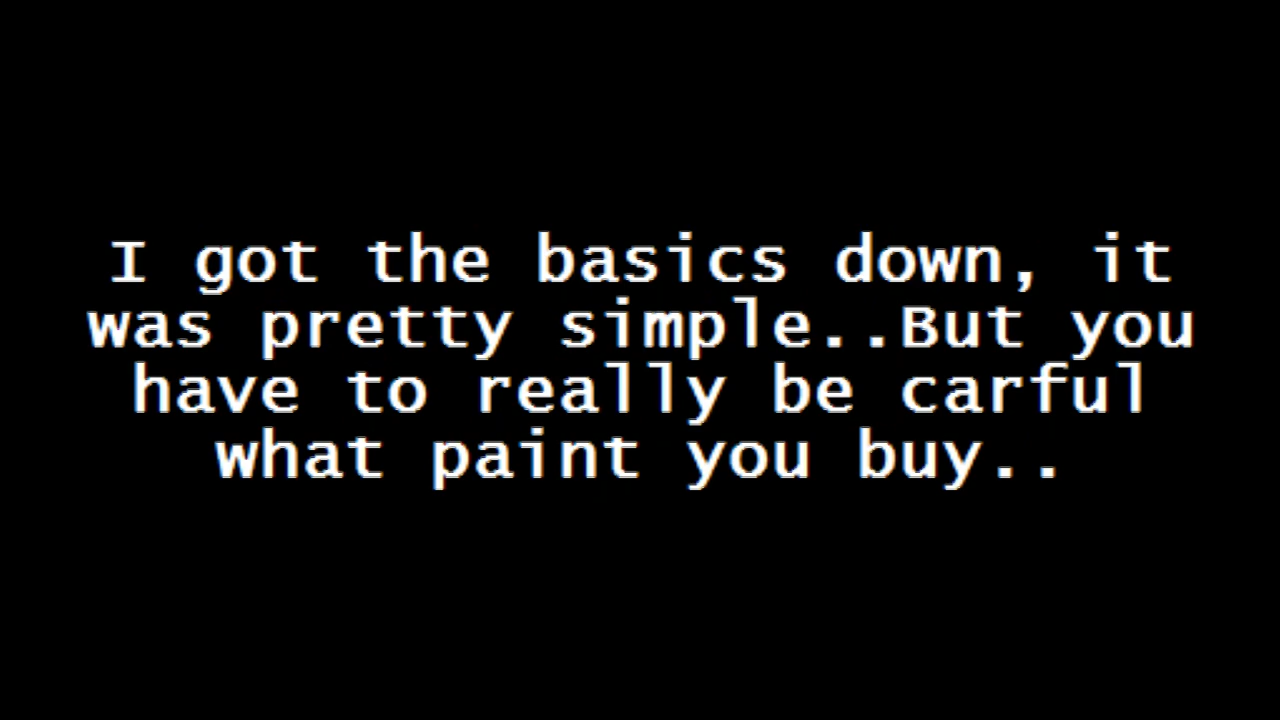 I got the basics down, it
was pretty simple..But you
have to really be carful
what paint you buy..